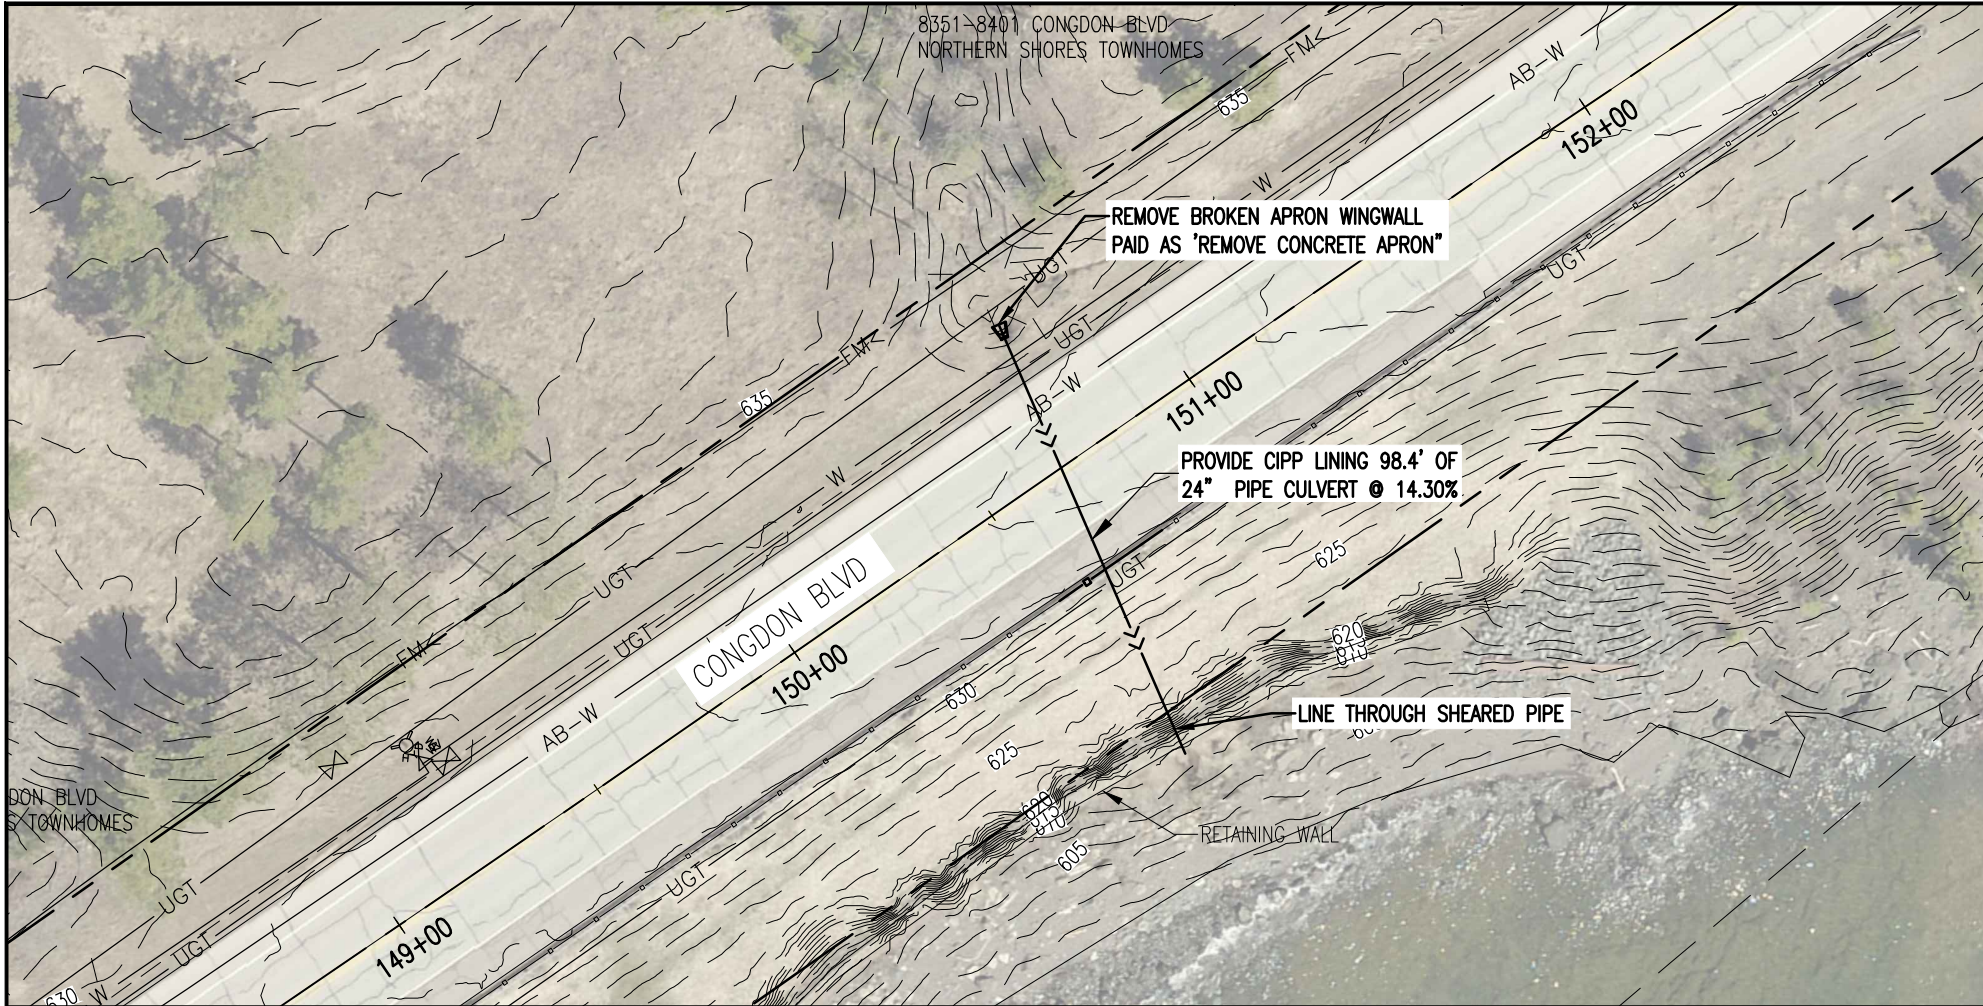 8351-8401 CONGDON BLVD
NORTHERN SHORES TOWNHOMES
FM<
635
AB-W
152+00
W
REMOVE BROKEN APRON WINGWALL
PAID AS 'REMOVE CONCRETE APRON"
UGT
UGT
UGT
FM<
635
AB-W
151+00
PROVIDE CIPP LINING 98.4' OF
24" PIPE CULVERT @ 14.30%
W
625
UGT
UGT
CONGDON BLVD
150+00
UGT
FM<
620
615
610
630
LINE THROUGH SHEARED PIPE
AB-W
625
DON BLVD
S TOWNHOMES
620
615
610
RETAINING WALL
605
UGT
UGT
149+00
UGT
630
W